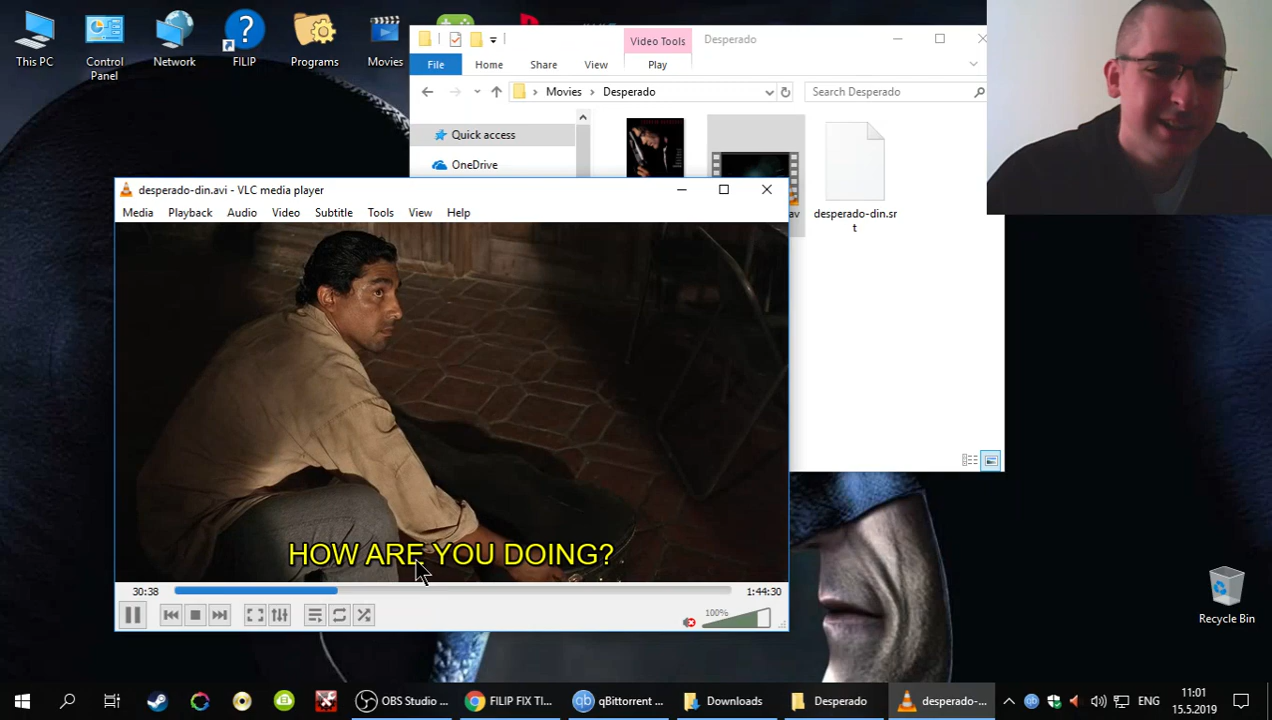 This PC
Control
Panel
Network
FILIP
Programs
Movies
Video Tools
Desperado
File
Home
Share
View
Play
Movies
Desperado
Search Desperado
Quick access
OneDrive
av
desperado-din.sr
t
desperado-din.avi - VLC media player
Media
Playback
Audio
Video
Subtitle
Tools
View
Help
HOW ARE YOU DOING?
30:38
1:44:30
100%
Recycle Bin
OBS Studio ...
FILIP FIX TI...
qBittorrent ...
Downloads
Desperado
desperado-...
ENG
11:01
15.5.2019